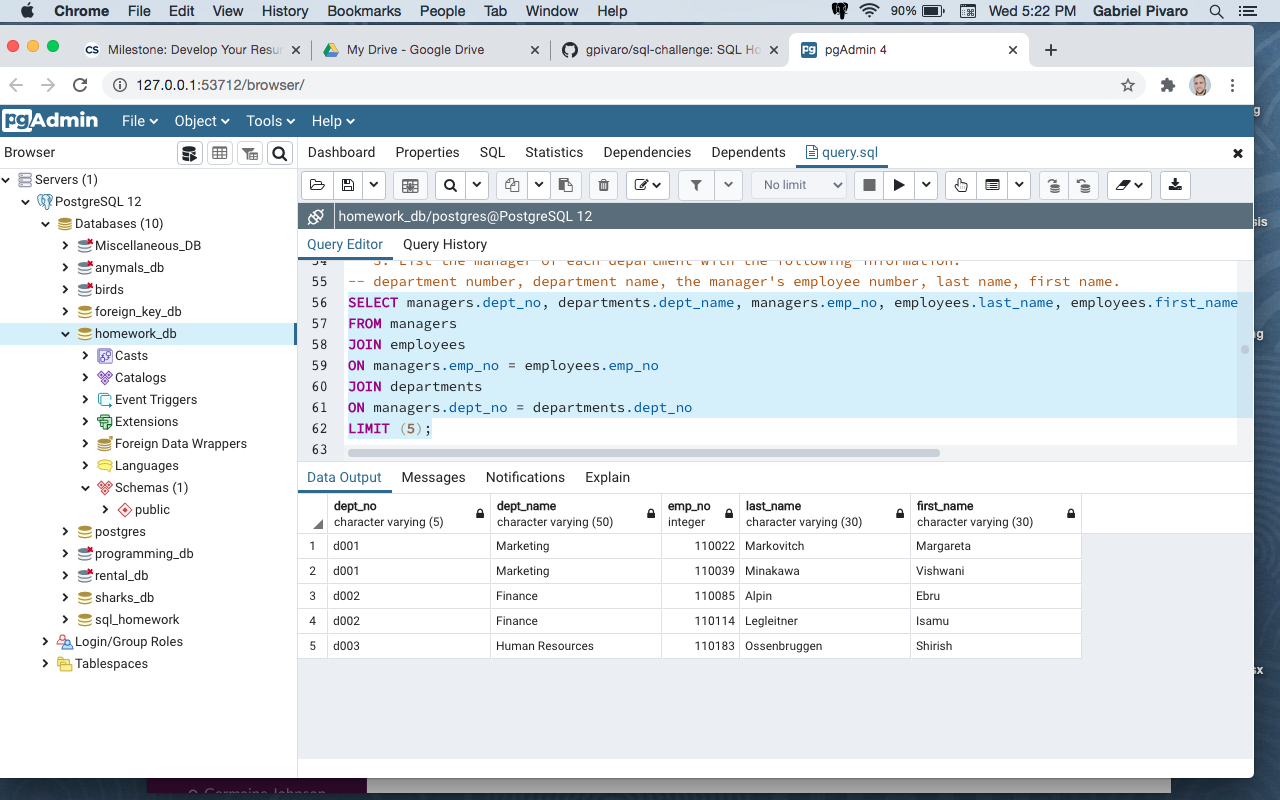 Chrome File Edit View History Bookmarks People Tab Window Help 90% Wed 5:22 PM Gabriel Pivaro
CS Milestone: Develop Your Resur My Drive - Google Drive gpivaro/sql-challenge: SQL Ho pg pgAdmin 4
127.0.0.1:53712/browser/
pgAdmin File Object Tools Help
Browser
Dashboard Properties SQL Statistics Dependencies Dependents query.sql
No limit
homework_db/postgres@PostgreSQL 12
Query Editor Query History
Servers (1)
PostgreSQL 12
Databases (10)
Miscellaneous_DB
anymals_db
birds
foreign_key_db
homework_db
Casts
Catalogs
Event Triggers
Extensions
Foreign Data Wrappers
Languages
Schemas (1)
public
postgres
programming_db
rental_db
sharks_db
sql_homework
Login/Group Roles
Tablespaces
54 -- 3. List the manager of each department with the following information:
55 -- department number, department name, the manager's employee number, last name, first name.
56 SELECT managers.dept_no, departments.dept_name, managers.emp_no, employees.last_name, employees.first_name
57 FROM managers
58 JOIN employees
59 ON managers.emp_no = employees.emp_no
60 JOIN departments
61 ON managers.dept_no = departments.dept_no
62 LIMIT (5);
63
Data Output Messages Notifications Explain
dept_no dept_name emp_no last_name first_name
character varying (5) character varying (50) integer character varying (30) character varying (30)
1 d001 Marketing 110022 Markovitch Margareta
2 d001 Marketing 110039 Minakawa Vishwani
3 d002 Finance 110085 Alpin Ebru
4 d002 Finance 110114 Legleitner Isamu
5 d003 Human Resources 110183 Ossenbruggen Shirish